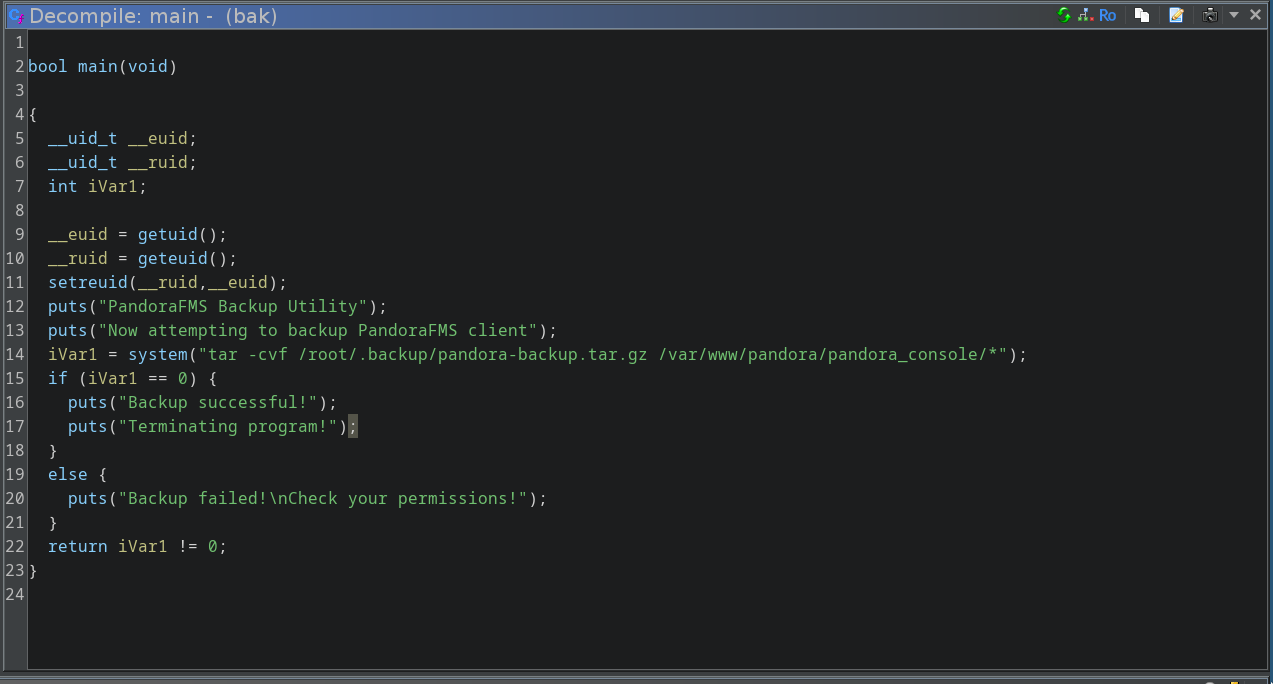 Decompile: main - (bak)
Ro
1
2 bool main(void)
3
4 {
5   __uid_t __euid;
6   __uid_t __ruid;
7   int iVar1;
8
9   __euid = getuid();
10   __ruid = geteuid();
11   setreuid(__ruid,__euid);
12   puts("PandoraFMS Backup Utility");
13   puts("Now attempting to backup PandoraFMS client");
14   iVar1 = system("tar -cvf /root/.backup/pandora-backup.tar.gz /var/www/pandora/pandora_console/*");
15   if (iVar1 == 0) {
16     puts("Backup successful!");
17     puts("Terminating program!");
18   }
19   else {
20     puts("Backup failed!\nCheck your permissions!");
21   }
22   return iVar1 != 0;
23 }
24